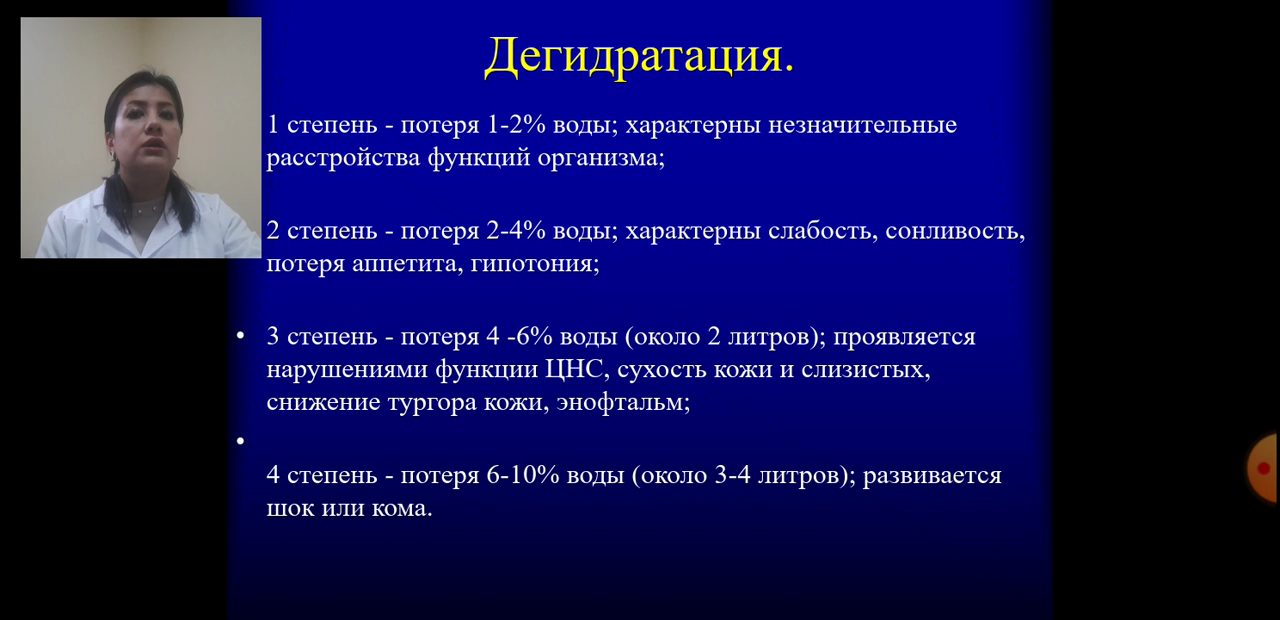 Дегидратация.
1 степень - потеря 1-2% воды; характерны незначительные
расстройства функций организма;
2 степень - потеря 2-4% воды; характерны слабость, сонливость,
потеря аппетита, гипотония;
• 3 степень - потеря 4 -6% воды (около 2 литров); проявляется
нарушениями функции ЦНС, сухость кожи и слизистых,
снижение тургора кожи, энофтальм;
•
4 степень - потеря 6-10% воды (около 3-4 литров); развивается
шок или кома.